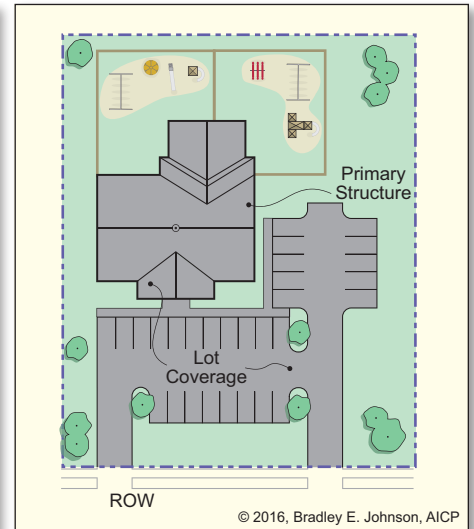 Primary
Structure
Lot
Coverage
ROW
© 2016, Bradley E. Johnson, AICP